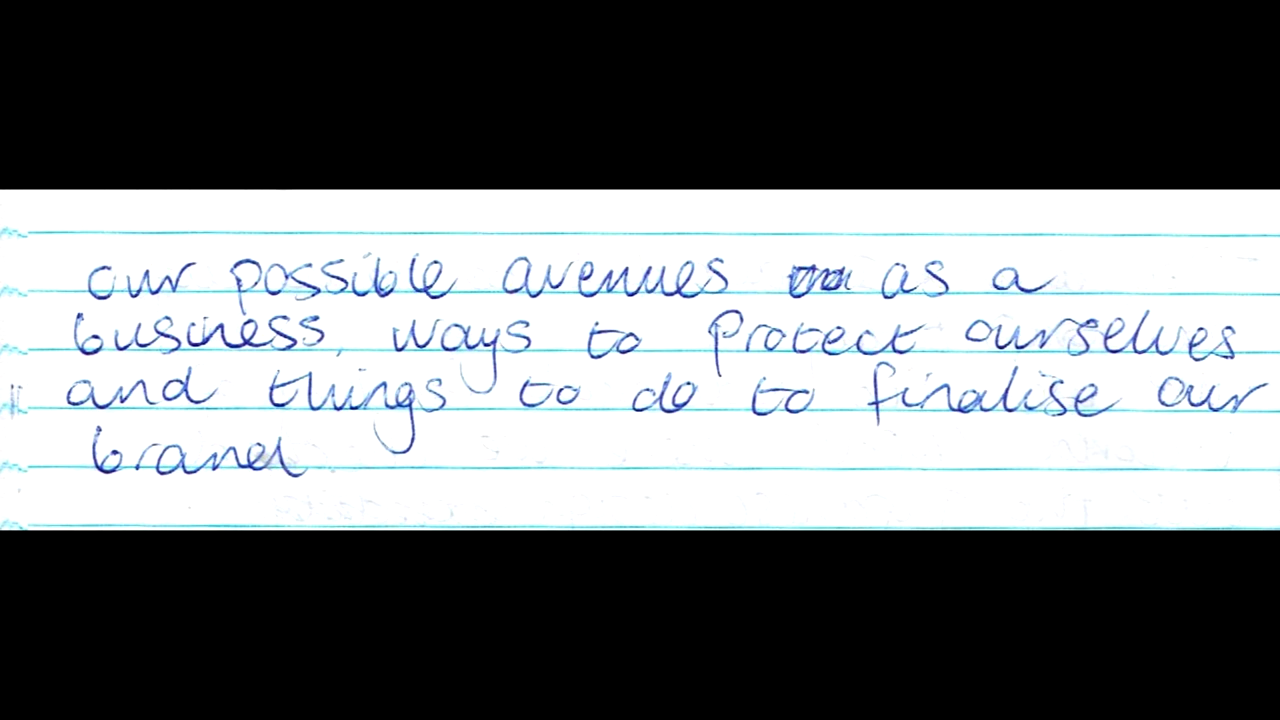 our possible avenues as a
business, ways to protect ourselves
and things to do to finalise our
brand